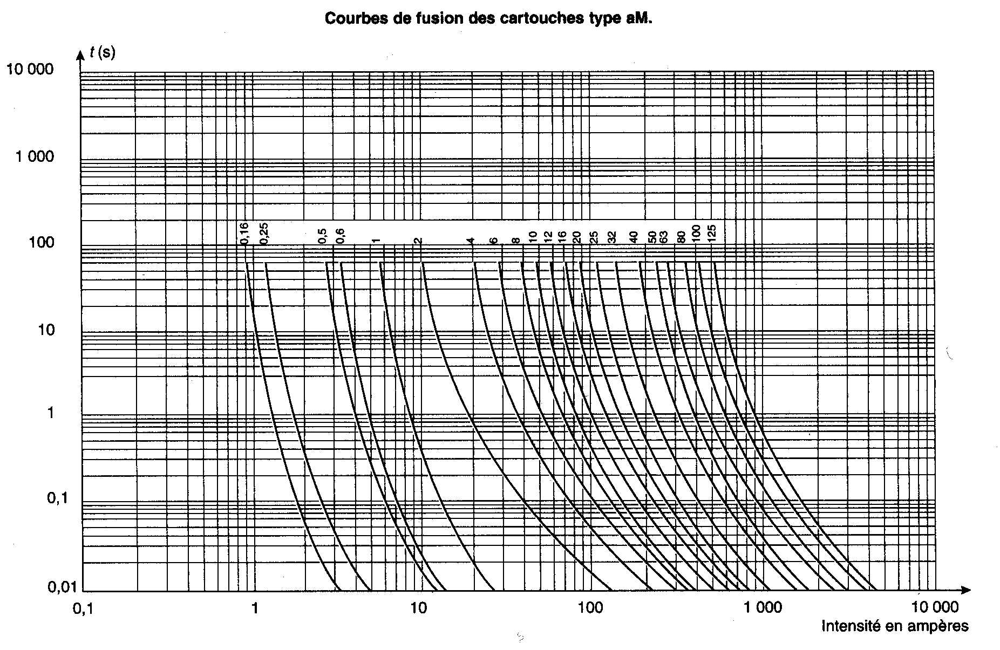 Courbes de fusion des cartouches type aM.
t (s)
10 000
1 000
0,16 0,25 0,5 0,6 1 2 4 6 8 10 12 16 20 25 32 40 50 63 80 100 125
100
10
1
0,1
0,01
0,1 1 10 100 1 000 10 000
Intensité en ampères